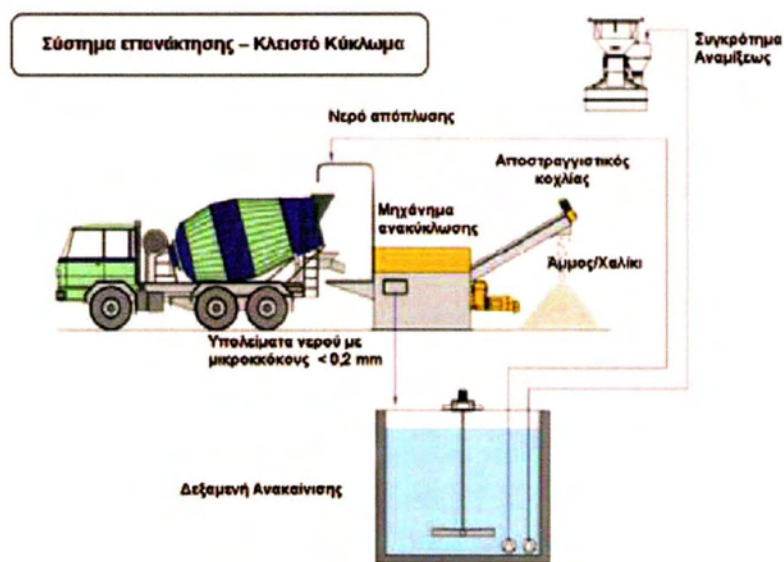 Σύστημα επανάκτησης – Κλειστό Κύκλωμα
Συγκρότημα
Αναμίξεως
Νερό απόπλυσης
Αποστραγγιστικός
κοχλίας
Μηχάνημα
ανακύκλωσης
Άμμος/Χαλίκι
Υπολείματα νερού με
μικροκκόκους < 0,2 mm
Δεξαμενή Ανακαίνισης